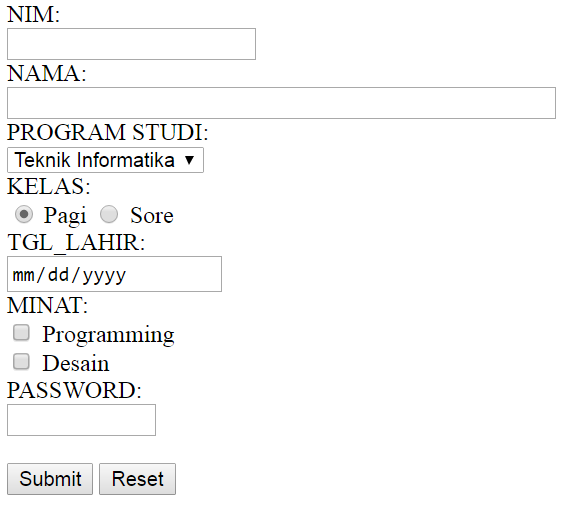 NIM:
NAMA:
PROGRAM STUDI:
Teknik Informatika
KELAS:
Pagi Sore
TGL_LAHIR:
mm/dd/yyyy
MINAT:
Programming
Desain
PASSWORD:
Submit Reset